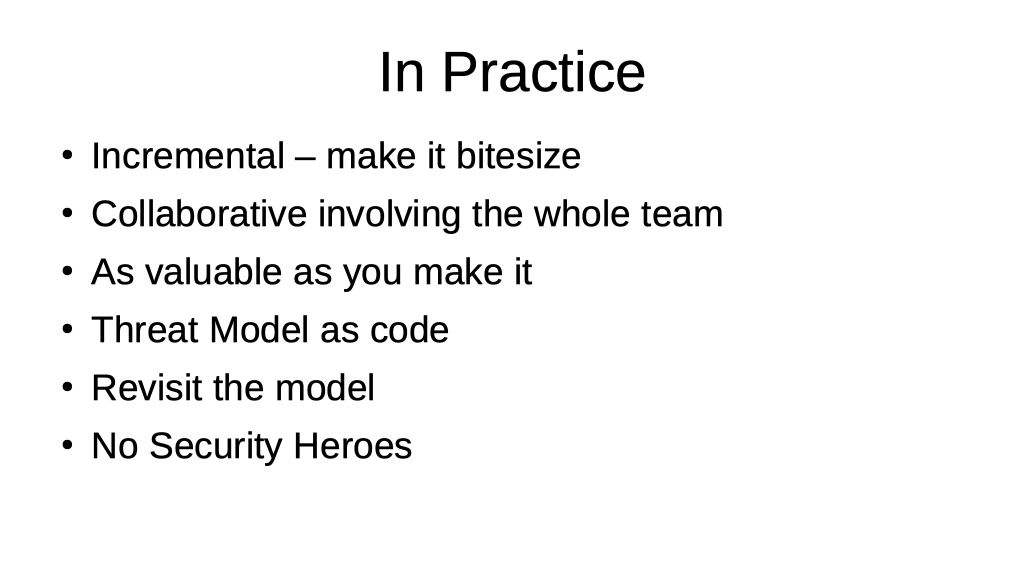 In Practice
• Incremental – make it bitesize
• Collaborative involving the whole team
• As valuable as you make it
• Threat Model as code
• Revisit the model
• No Security Heroes